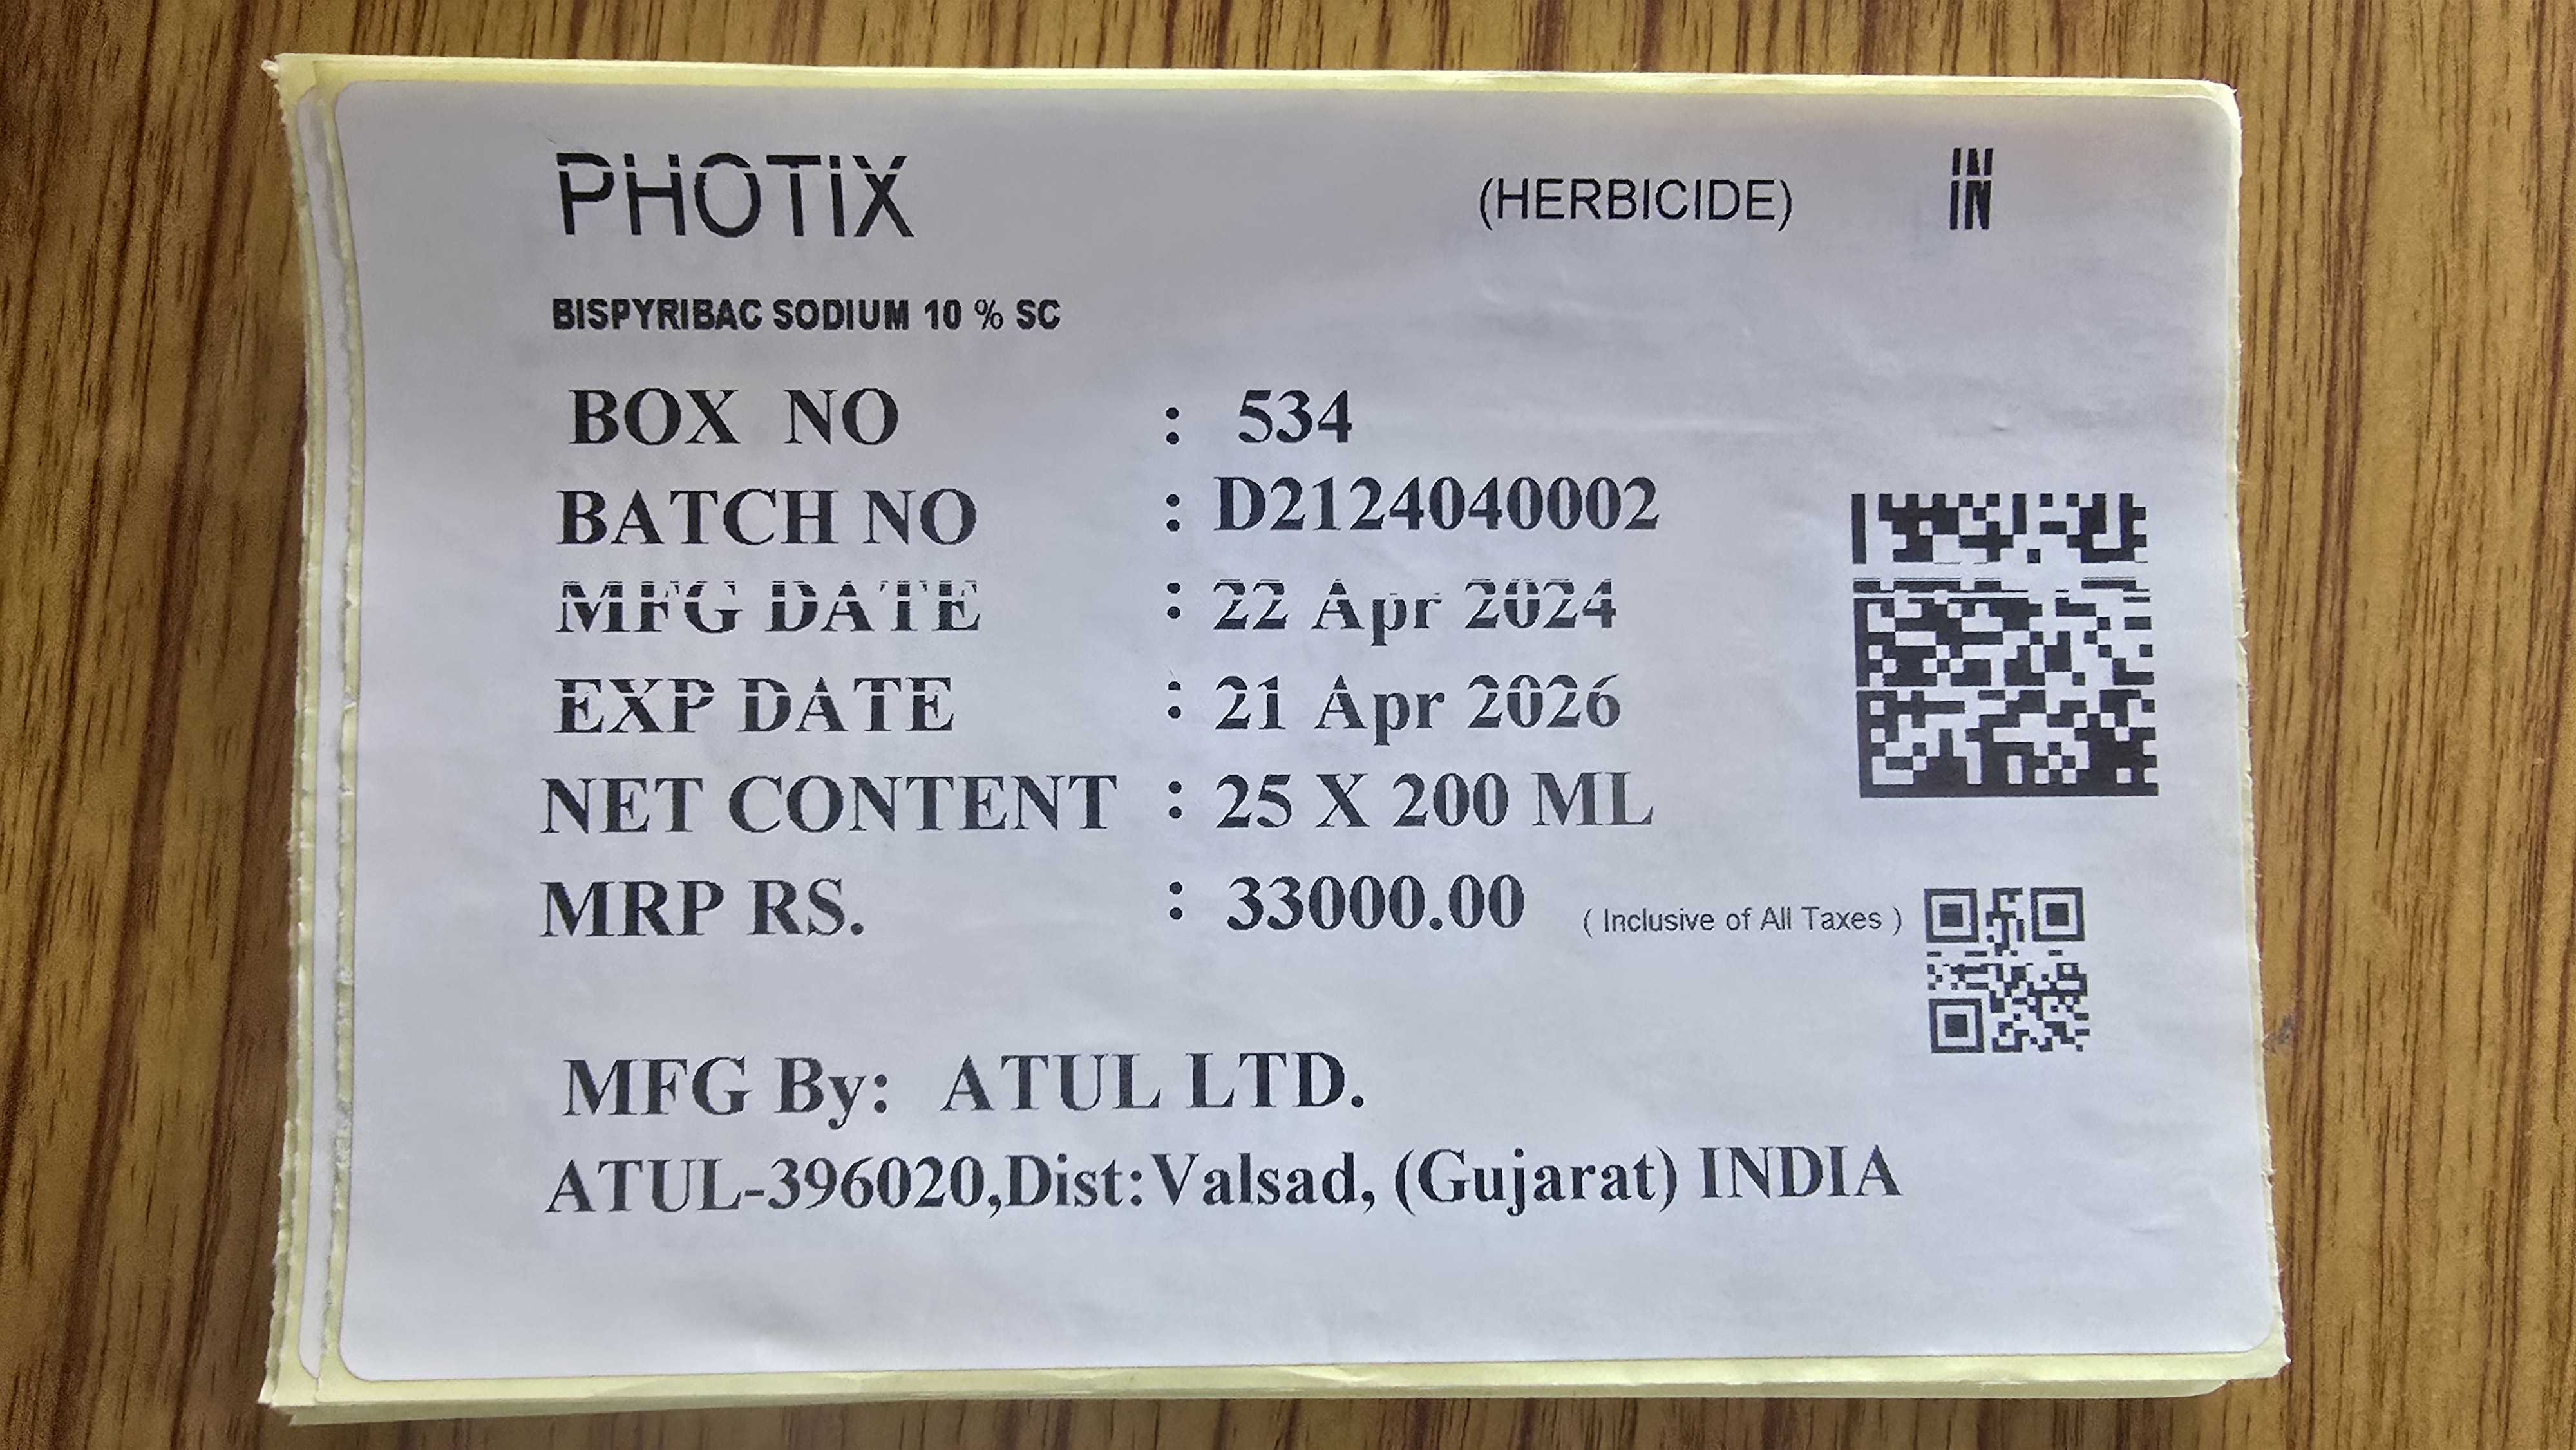 PHOTIX (HERBICIDE) IN
BISPYRIBAC SODIUM 10 % SC
BOX NO : 534
BATCH NO : D2124040002
MFG DATE : 22 Apr 2024
EXP DATE : 21 Apr 2026
NET CONTENT : 25 X 200 ML
MRP RS. : 33000.00 ( Inclusive of All Taxes )
MFG By: ATUL LTD.
ATUL-396020,Dist:Valsad, (Gujarat) INDIA